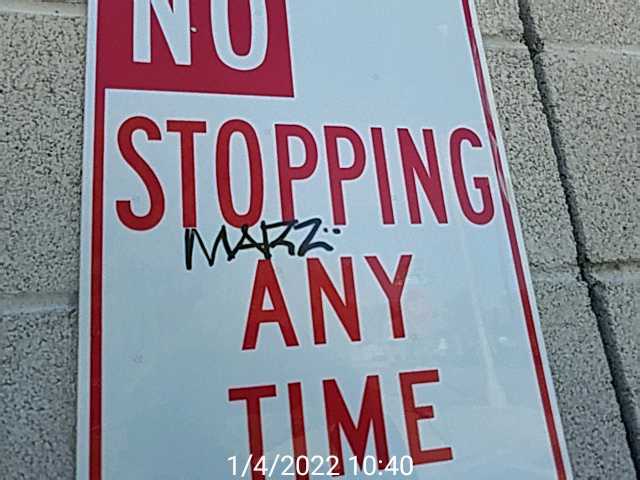 NO
STOPPING
MARZ
ANY
TIME
1/4/2022 10:40